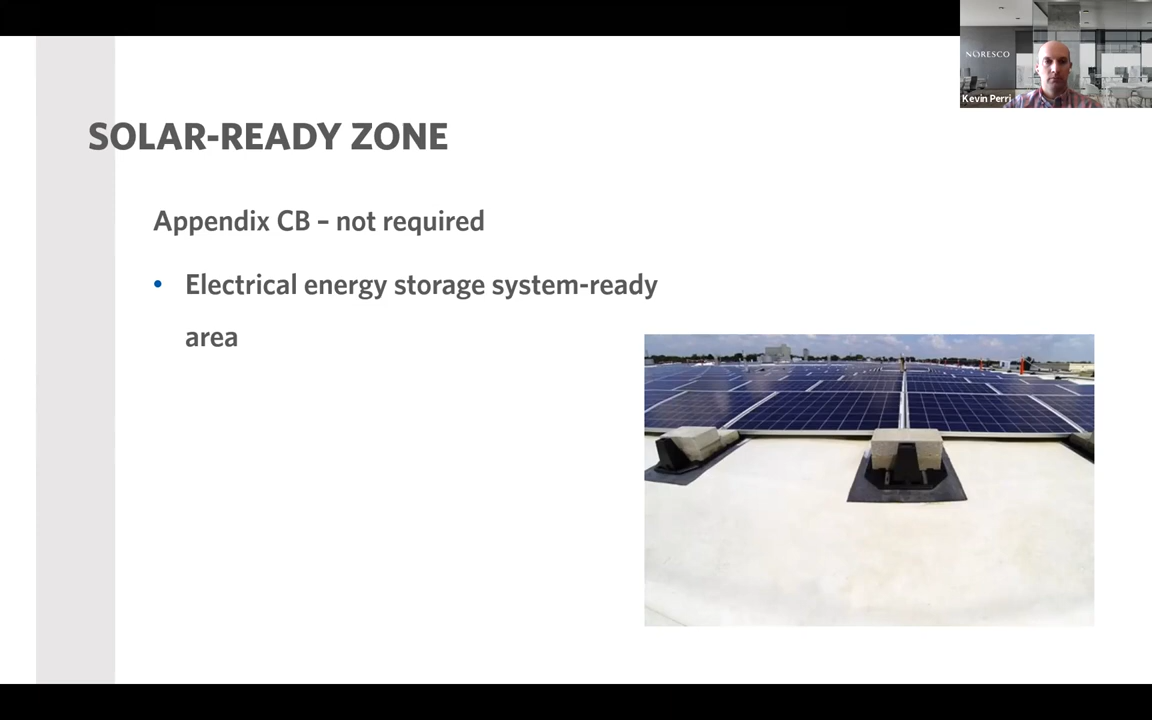 NORESCO
Kevin Perri
SOLAR-READY ZONE
Appendix CB – not required
• Electrical energy storage system-ready
area